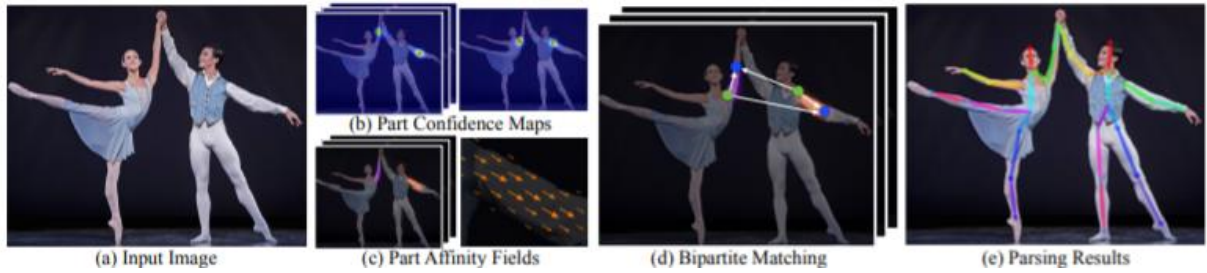 (b) Part Confidence Maps
(a) Input Image
(c) Part Affinity Fields
(d) Bipartite Matching
(e) Parsing Results